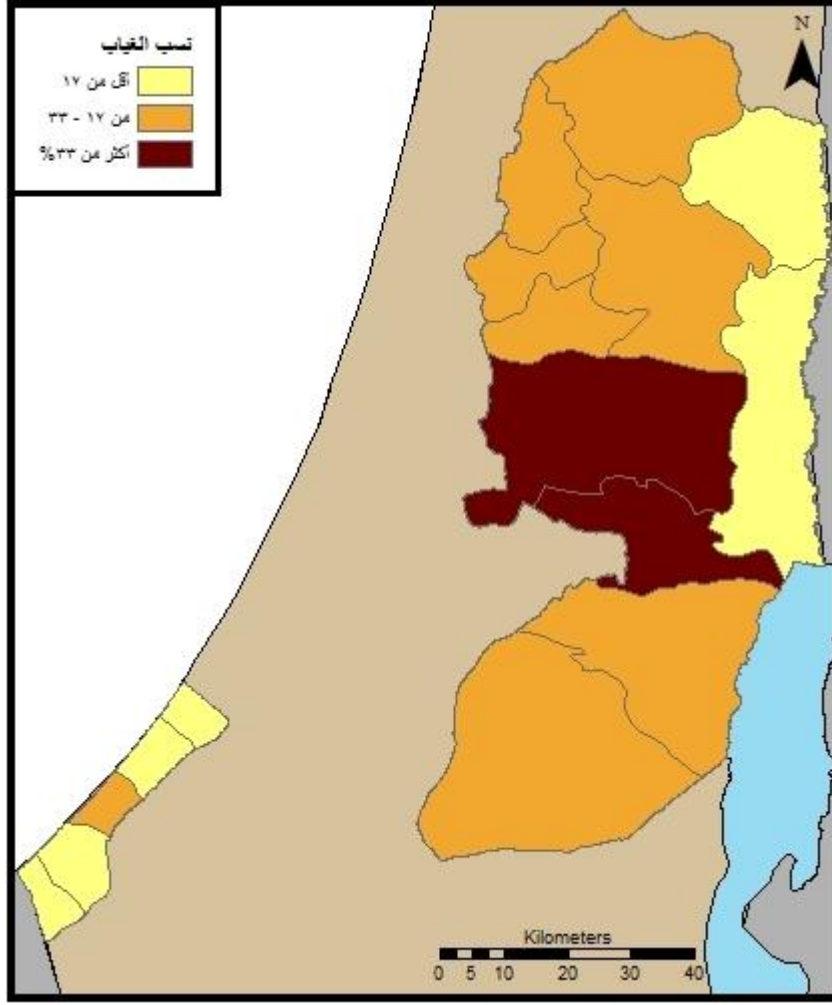 نسب الغياب
أقل من ١٧
من ١٧ - ٣٣
أكثر من ٣٣%
N
Kilometers
0 5 10 20 30 40